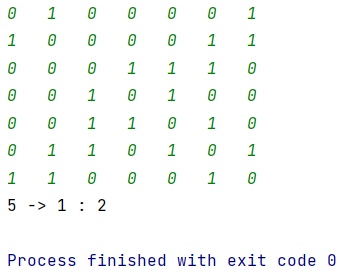 0 1 0 0 0 0 1
1 0 0 0 0 1 1
0 0 0 1 1 1 0
0 0 1 0 1 0 0
0 0 1 1 0 1 0
0 1 1 0 1 0 1
1 1 0 0 0 1 0
5 -> 1 : 2
Process finished with exit code 0